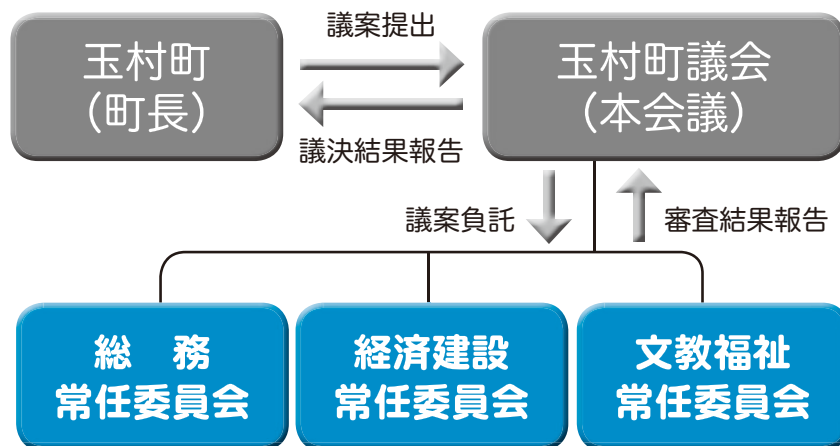 議案提出
玉村町
(町長)
玉村町議会
(本会議)
議決結果報告
議案負託
審査結果報告
総　務
常任委員会
経済建設
常任委員会
文教福祉
常任委員会